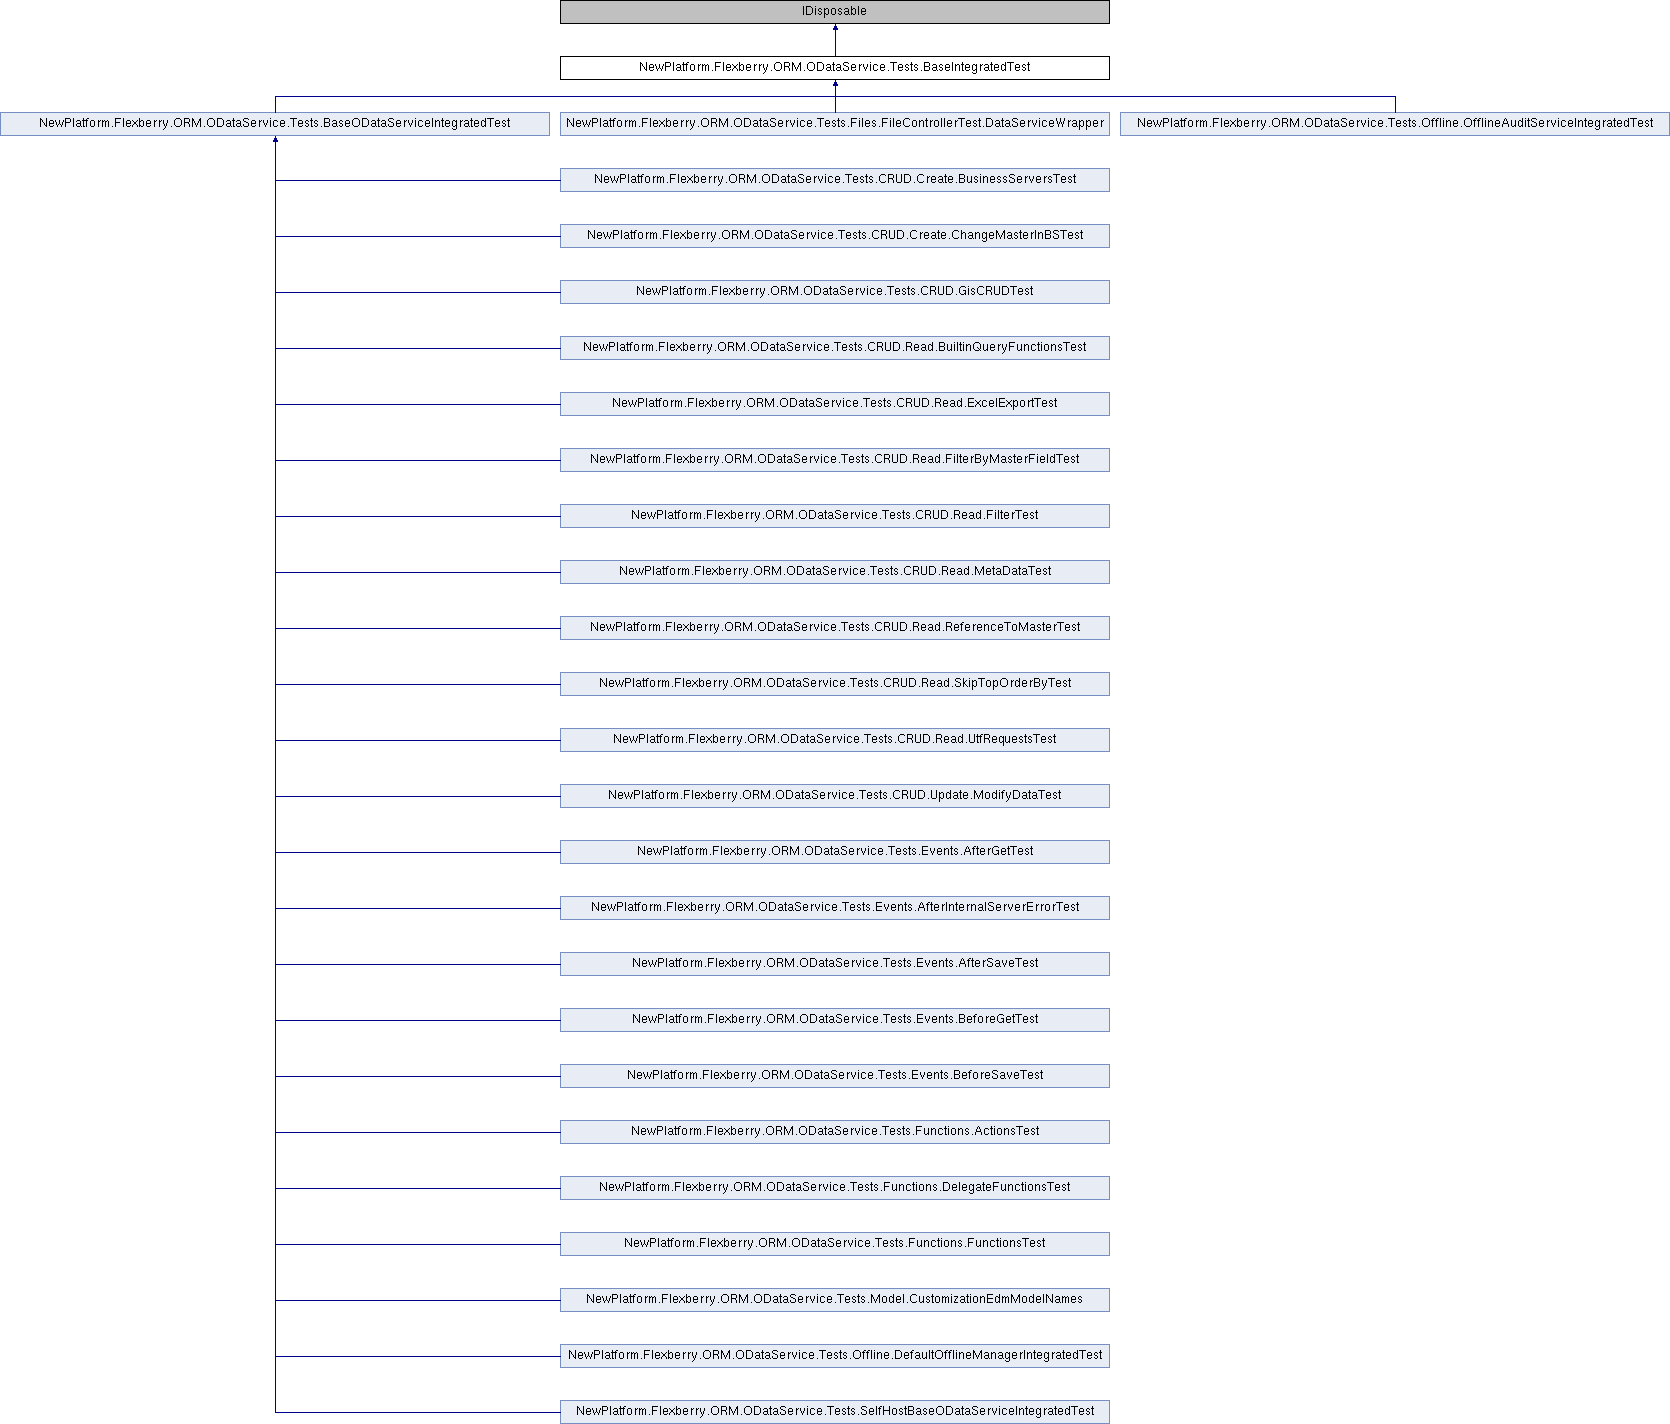 IDisposable
NewPlatform.Flexberry.ORM.ODataService.Tests.BaseIntegratedTest
NewPlatform.Flexberry.ORM.ODataService.Tests.BaseODataServiceIntegratedTest
NewPlatform.Flexberry.ORM.ODataService.Tests.Files.FileControllerTest.DataServiceWrapper
NewPlatform.Flexberry.ORM.ODataService.Tests.Offline.OfflineAuditServiceIntegratedTest
NewPlatform.Flexberry.ORM.ODataService.Tests.CRUD.Create.BusinessServersTest
NewPlatform.Flexberry.ORM.ODataService.Tests.CRUD.Create.ChangeMasterInBSTest
NewPlatform.Flexberry.ORM.ODataService.Tests.CRUD.GisCRUDTest
NewPlatform.Flexberry.ORM.ODataService.Tests.CRUD.Read.BuiltinQueryFunctionsTest
NewPlatform.Flexberry.ORM.ODataService.Tests.CRUD.Read.ExcelExportTest
NewPlatform.Flexberry.ORM.ODataService.Tests.CRUD.Read.FilterByMasterFieldTest
NewPlatform.Flexberry.ORM.ODataService.Tests.CRUD.Read.FilterTest
NewPlatform.Flexberry.ORM.ODataService.Tests.CRUD.Read.MetaDataTest
NewPlatform.Flexberry.ORM.ODataService.Tests.CRUD.Read.ReferenceToMasterTest
NewPlatform.Flexberry.ORM.ODataService.Tests.CRUD.Read.SkipTopOrderByTest
NewPlatform.Flexberry.ORM.ODataService.Tests.CRUD.Read.UtfRequestsTest
NewPlatform.Flexberry.ORM.ODataService.Tests.CRUD.Update.ModifyDataTest
NewPlatform.Flexberry.ORM.ODataService.Tests.Events.AfterGetTest
NewPlatform.Flexberry.ORM.ODataService.Tests.Events.AfterInternalServerErrorTest
NewPlatform.Flexberry.ORM.ODataService.Tests.Events.AfterSaveTest
NewPlatform.Flexberry.ORM.ODataService.Tests.Events.BeforeGetTest
NewPlatform.Flexberry.ORM.ODataService.Tests.Events.BeforeSaveTest
NewPlatform.Flexberry.ORM.ODataService.Tests.Functions.ActionsTest
NewPlatform.Flexberry.ORM.ODataService.Tests.Functions.DelegateFunctionsTest
NewPlatform.Flexberry.ORM.ODataService.Tests.Functions.FunctionsTest
NewPlatform.Flexberry.ORM.ODataService.Tests.Model.CustomizationEdmModelNames
NewPlatform.Flexberry.ORM.ODataService.Tests.Offline.DefaultOfflineManagerIntegratedTest
NewPlatform.Flexberry.ORM.ODataService.Tests.SelfHostBaseODataServiceIntegratedTest